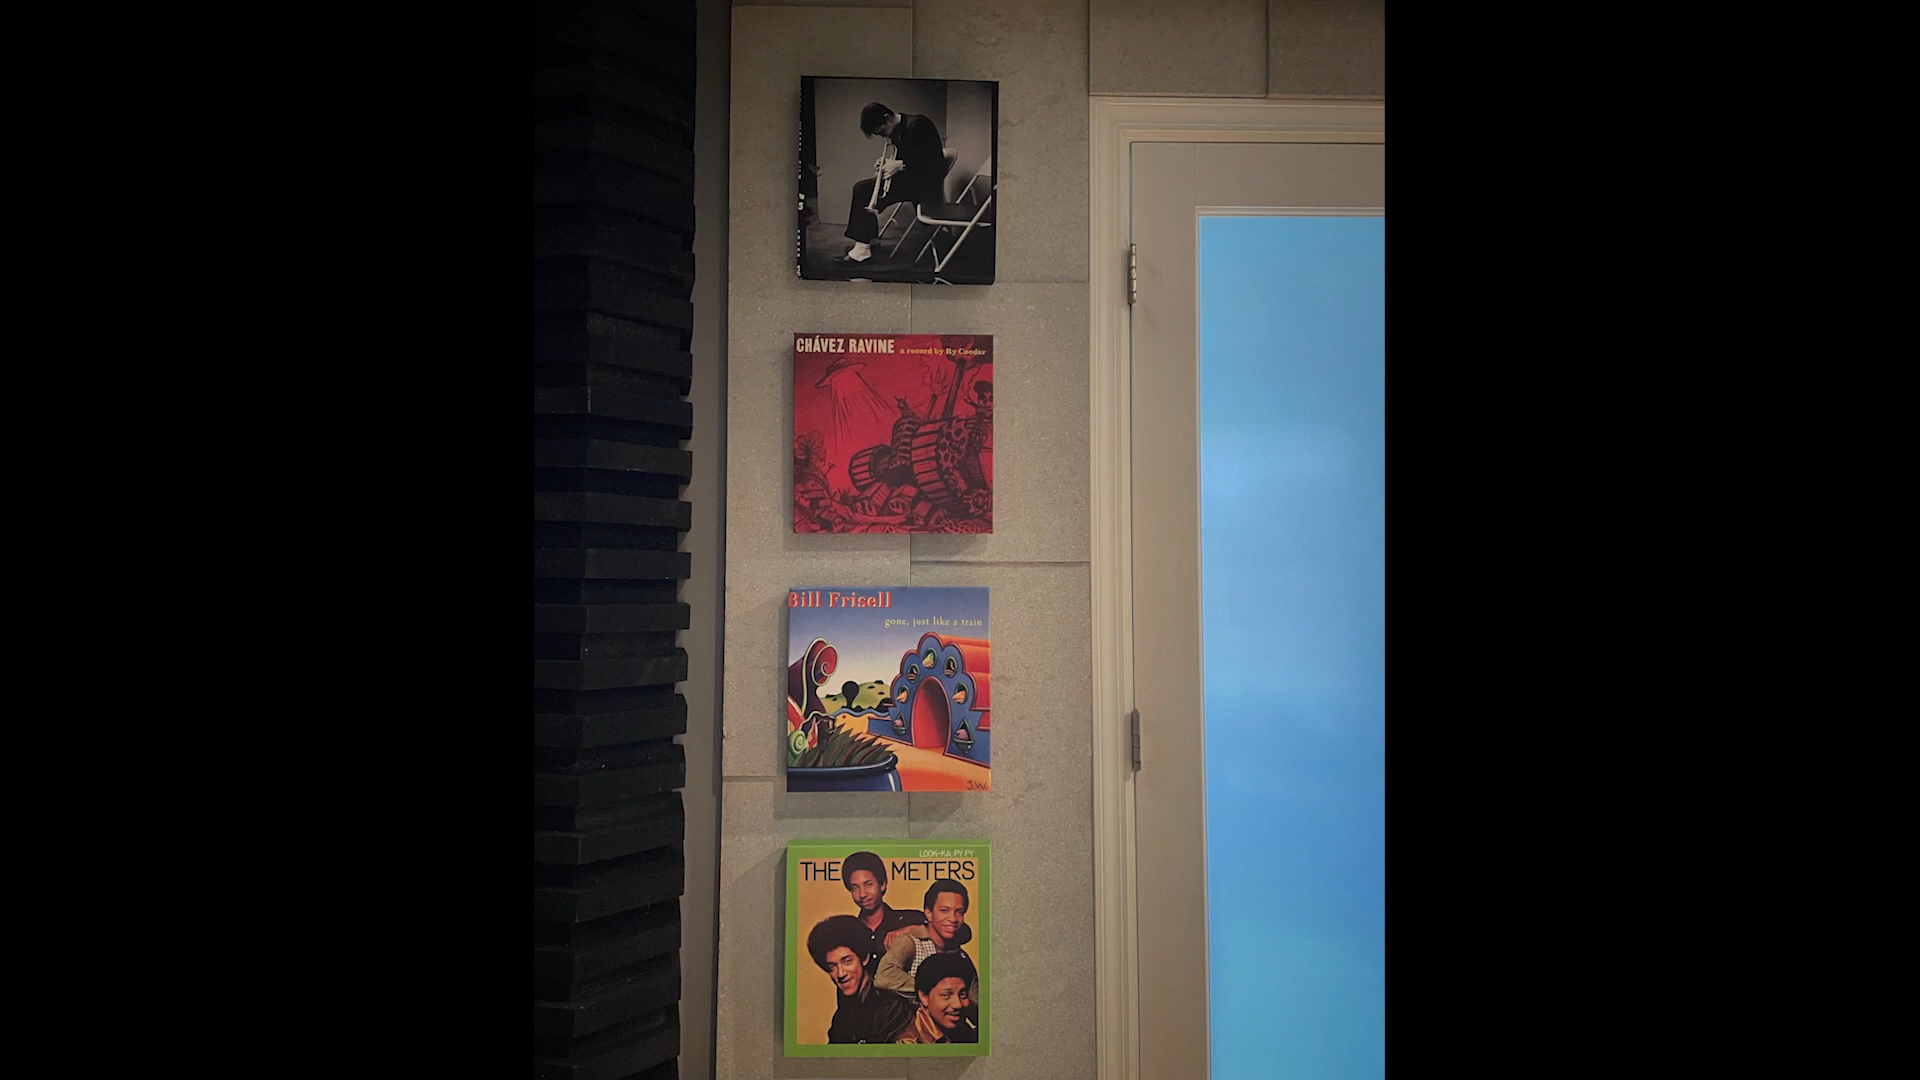 CHÁVEZ RAVINE a record by Ry Cooder
Bill Frisell
gone, just like a train
J.W.
LOOK-KA PY PY
THE METERS